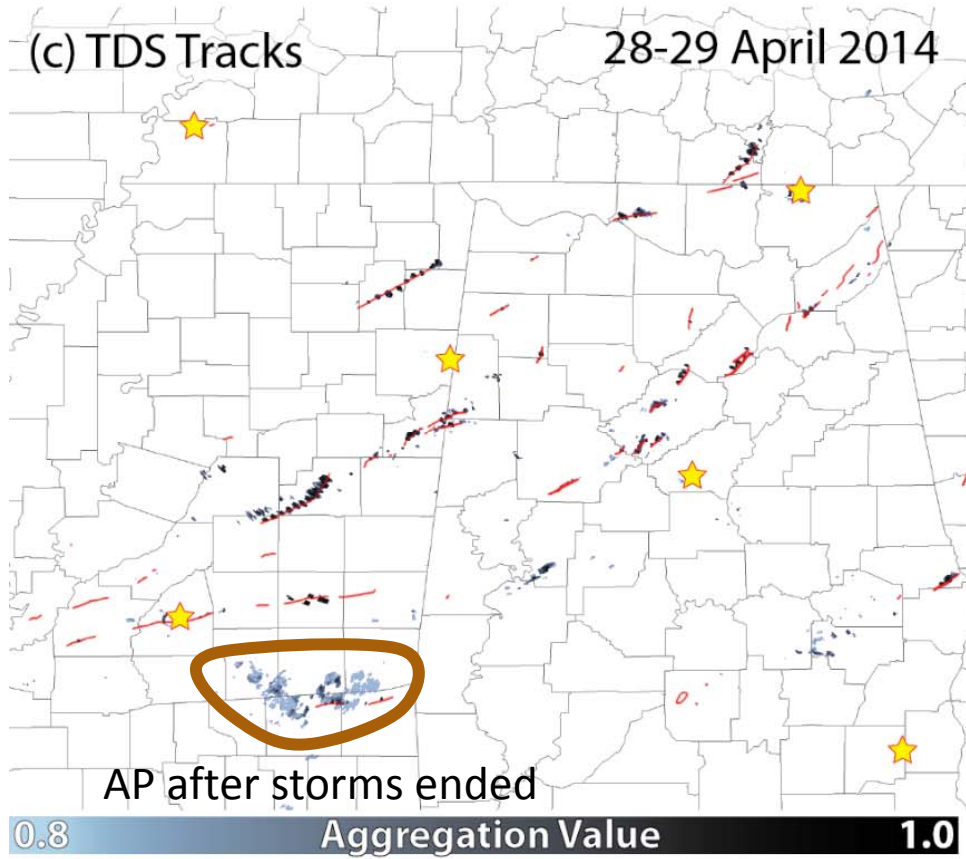 (c) TDS Tracks
28-29 April 2014
AP after storms ended
0.8 Aggregation Value 1.0